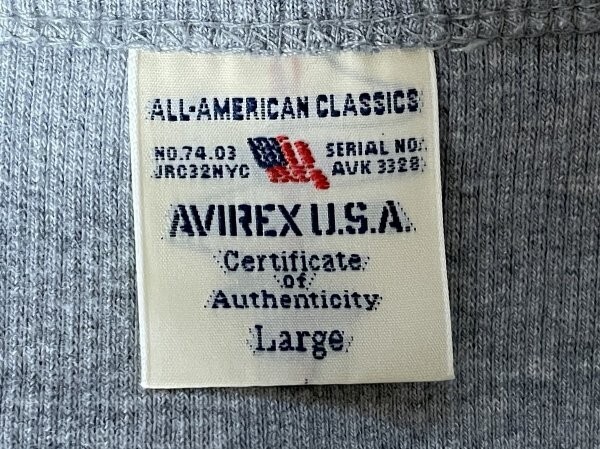 ALL-AMERICAN CLASSICS
NO.74.03
JRC32NYC
SERIAL NO.
AVK 3328
AVIREX U.S.A.
Certificate
of
Authenticity
Large